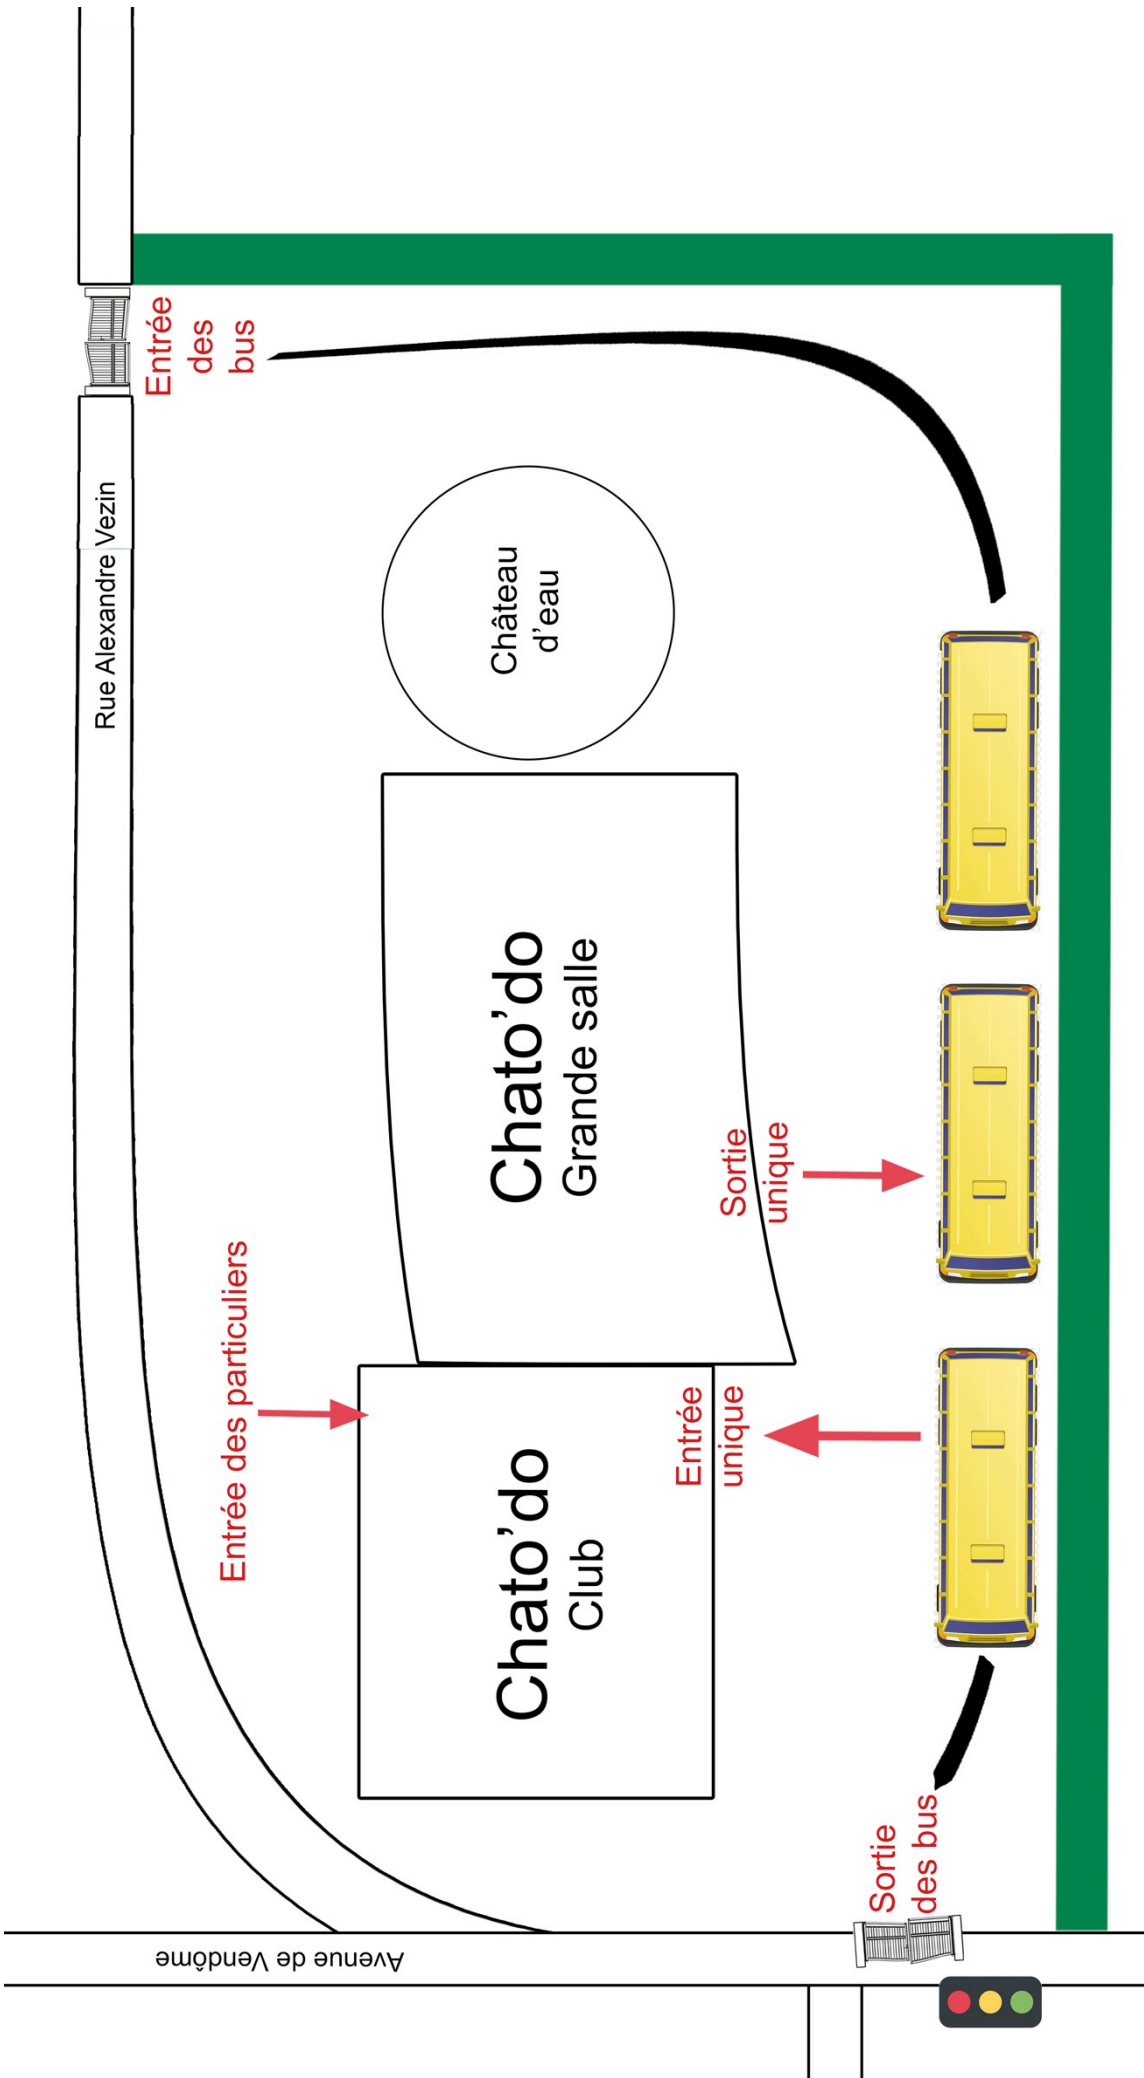 Rue Alexandre Vezin
Entrée
des
bus
Château
d’eau
Chato’do
Grande salle
Entrée des particuliers
Sortie
unique
Chato’do
Club
Entrée
unique
Sortie
des bus
Avenue de Vendôme